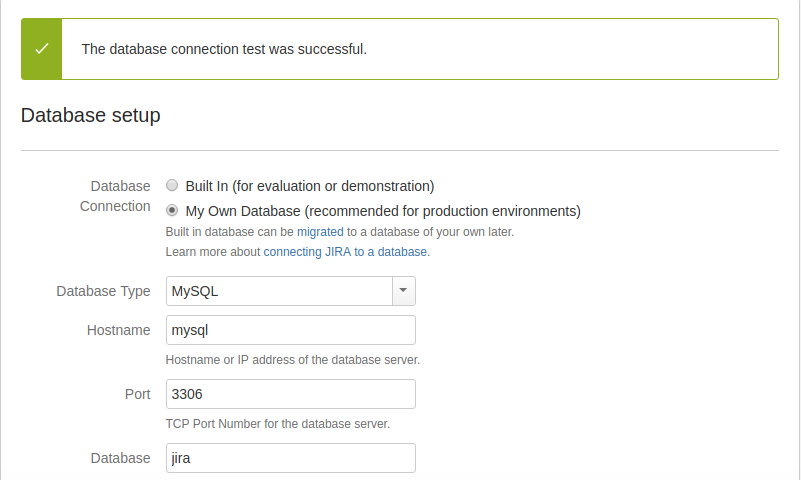 The database connection test was successful.
Database setup
Database Connection
Built In (for evaluation or demonstration)
My Own Database (recommended for production environments)
Built in database can be migrated to a database of your own later.
Learn more about connecting JIRA to a database.
Database Type
MySQL
Hostname
mysql
Hostname or IP address of the database server.
Port
3306
TCP Port Number for the database server.
Database
jira